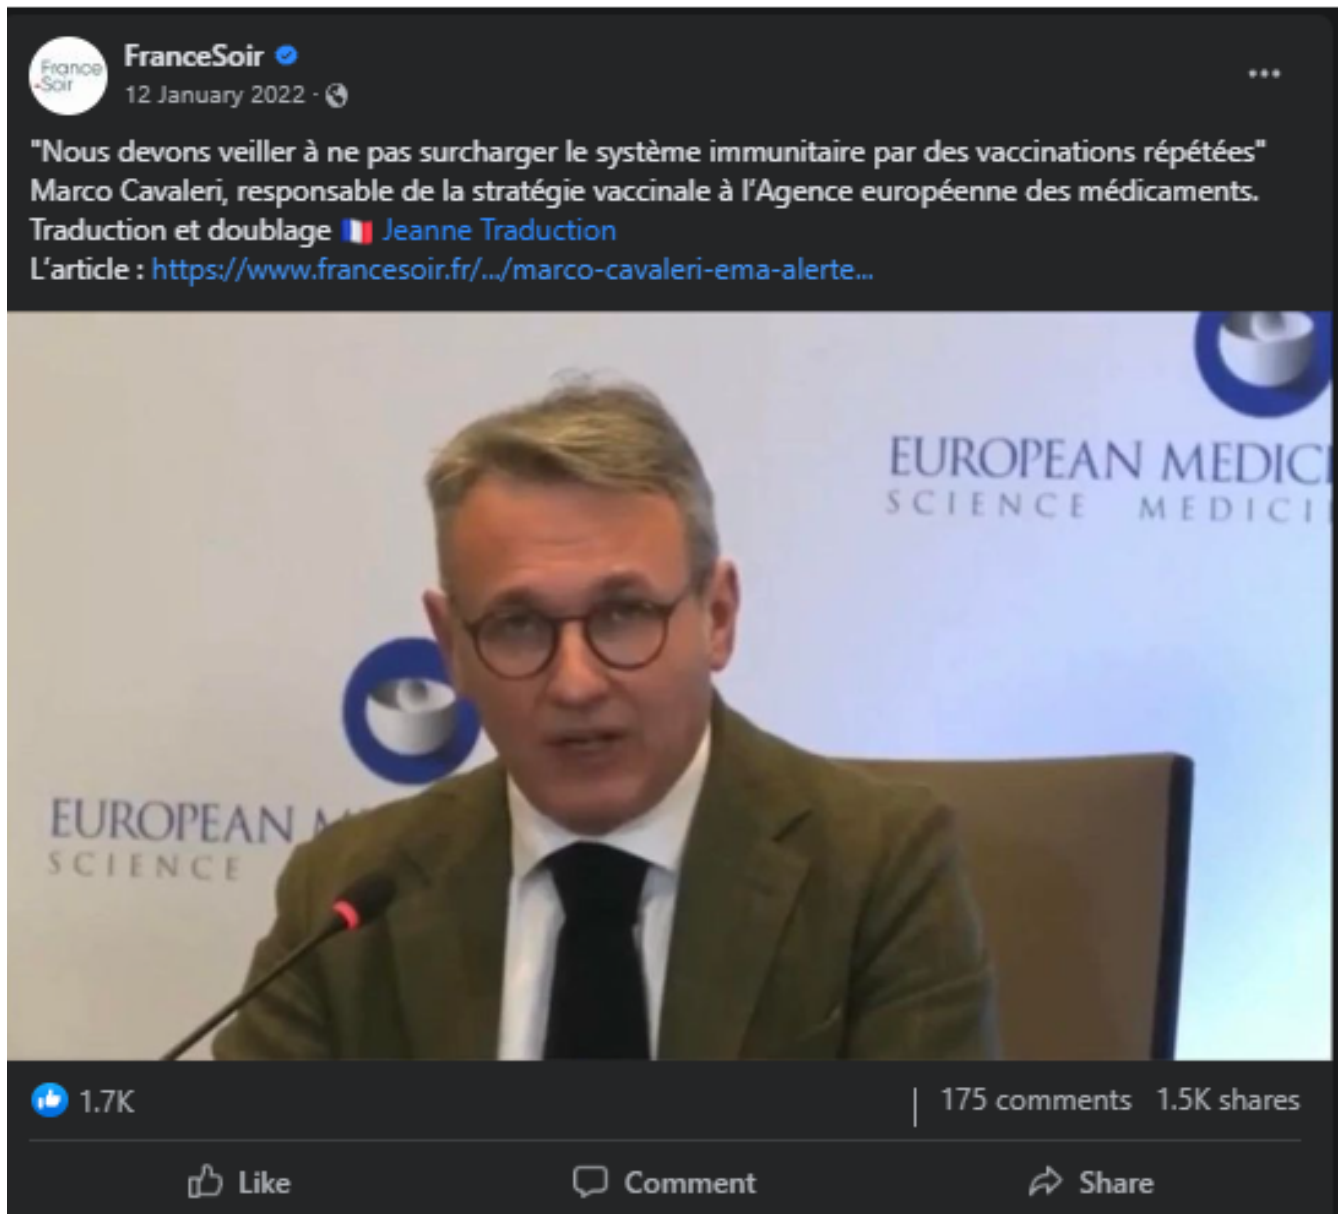 France
Soir
FranceSoir
12 January 2022 ·
"Nous devons veiller à ne pas surcharger le système immunitaire par des vaccinations répétées"
Marco Cavaleri, responsable de la stratégie vaccinale à l'Agence européenne des médicaments.
Traduction et doublage 🇫🇷 Jeanne Traduction
L'article : https://www.francesoir.fr/.../marco-cavaleri-ema-alerte...
EUROPEAN MEDICI
SCIENCE MEDICI
EUROPEAN M
SCIENCE
1.7K
175 comments 1.5K shares
Like Comment Share